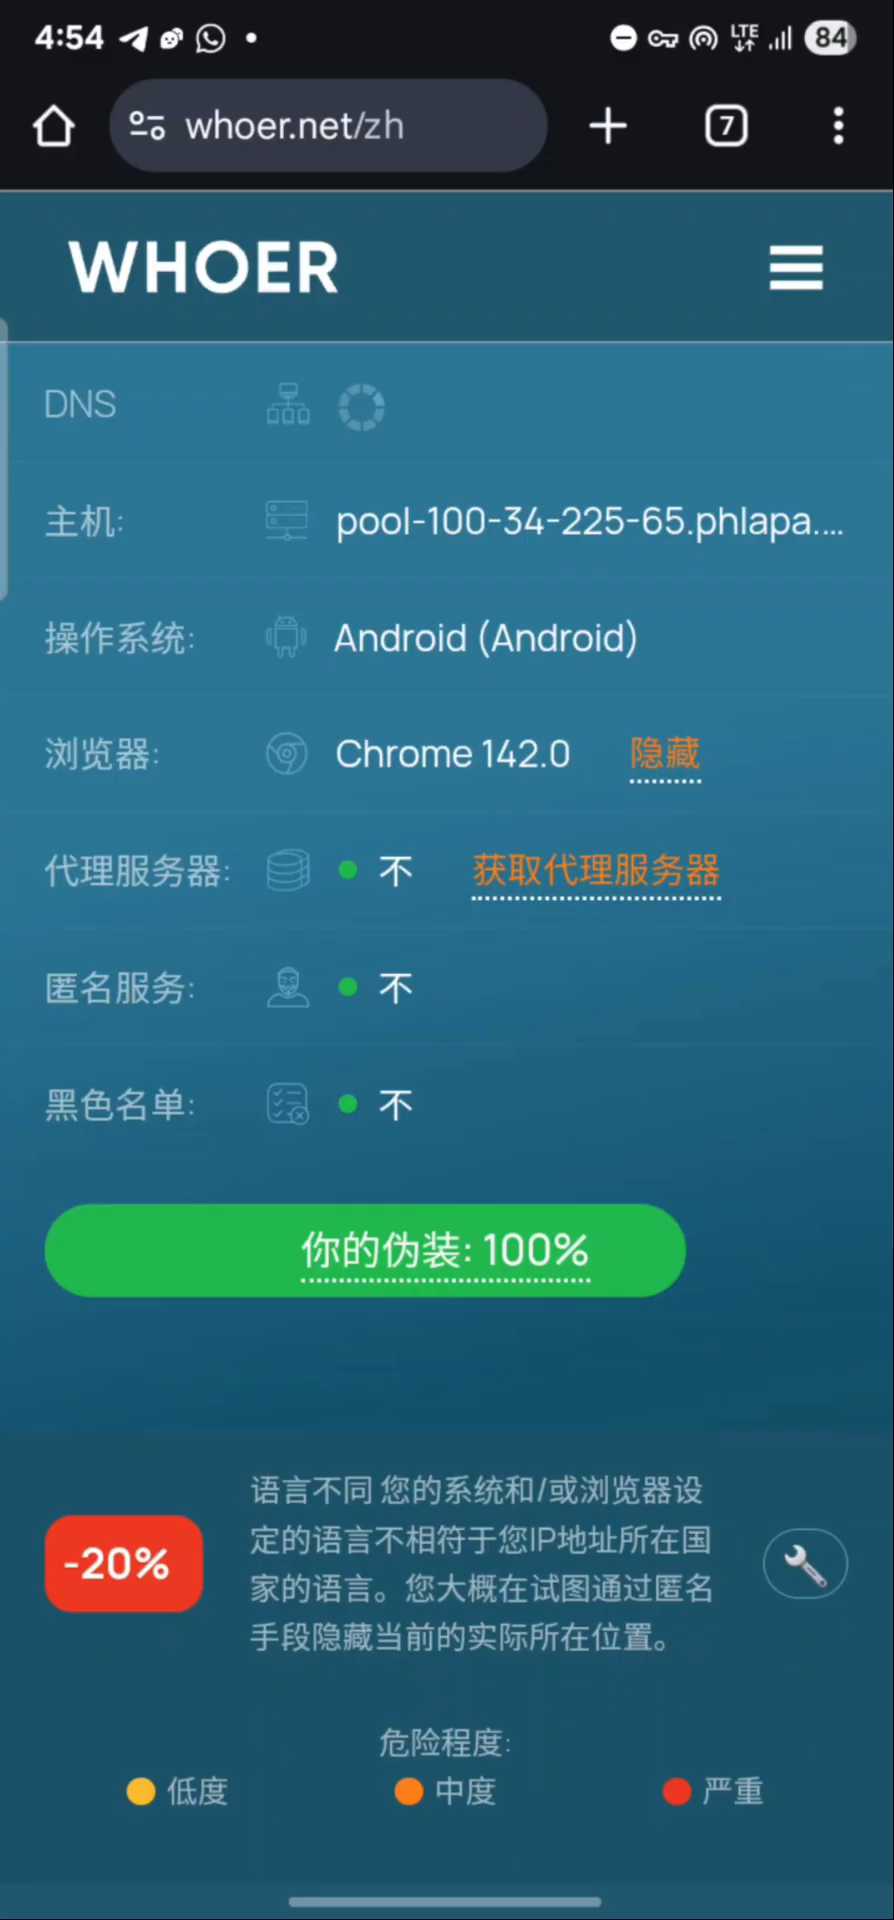 4:54
LTE
84
whoer.net/zh
7
WHOER
DNS
主机:
pool-100-34-225-65.phlapa....
操作系统:
Android (Android)
浏览器:
Chrome 142.0
隐藏
代理服务器:
不
获取代理服务器
匿名服务:
不
黑色名单:
不
你的伪装: 100%
-20%
语言不同 您的系统和/或浏览器设
定的语言不相符于您IP地址所在国
家的语言。您大概在试图通过匿名
手段隐藏当前的实际所在位置。
危险程度:
低度
中度
严重